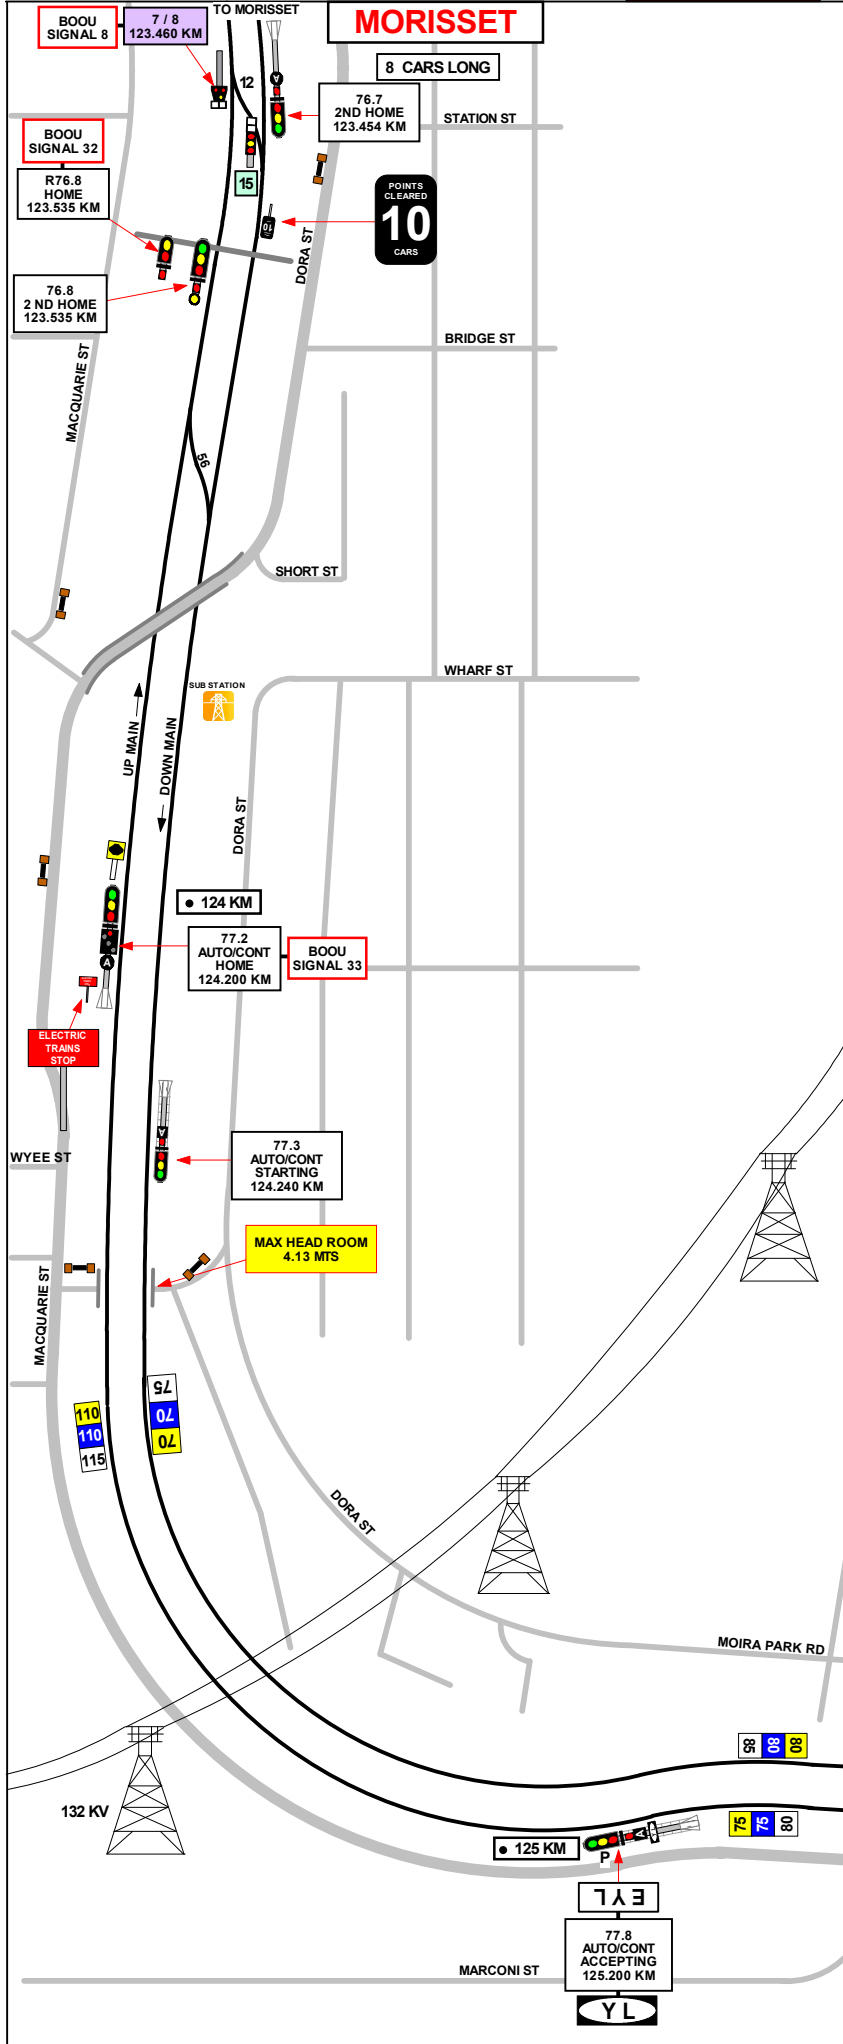 TO MORISSET
MORISSET
BOOU
SIGNAL 8
7 / 8
123.460 KM
8 CARS LONG
12
A
76.7
2ND HOME
123.454 KM
STATION ST
BOOU
SIGNAL 32
R76.8
HOME
123.535 KM
15
POINTS
CLEARED
10
CARS
10
DORA ST
76.8
2 ND HOME
123.535 KM
BRIDGE ST
MACQUARIE ST
56
SHORT ST
WHARF ST
SUB STATION
UP MAIN
DOWN MAIN
DORA ST
124 KM
77.2
AUTO/CONT
HOME
124.200 KM
BOOU
SIGNAL 33
A
ELECTRIC
TRAINS
STOP
A
WYEE ST
77.3
AUTO/CONT
STARTING
124.240 KM
MAX HEAD ROOM
4.13 MTS
MACQUARIE ST
75
70
70
110
110
115
DORA ST
MOIRA PARK RD
85
80
80
132 KV
75
75
80
125 KM
A
P
EYL
77.8
AUTO/CONT
ACCEPTING
125.200 KM
MARCONI ST
Y L